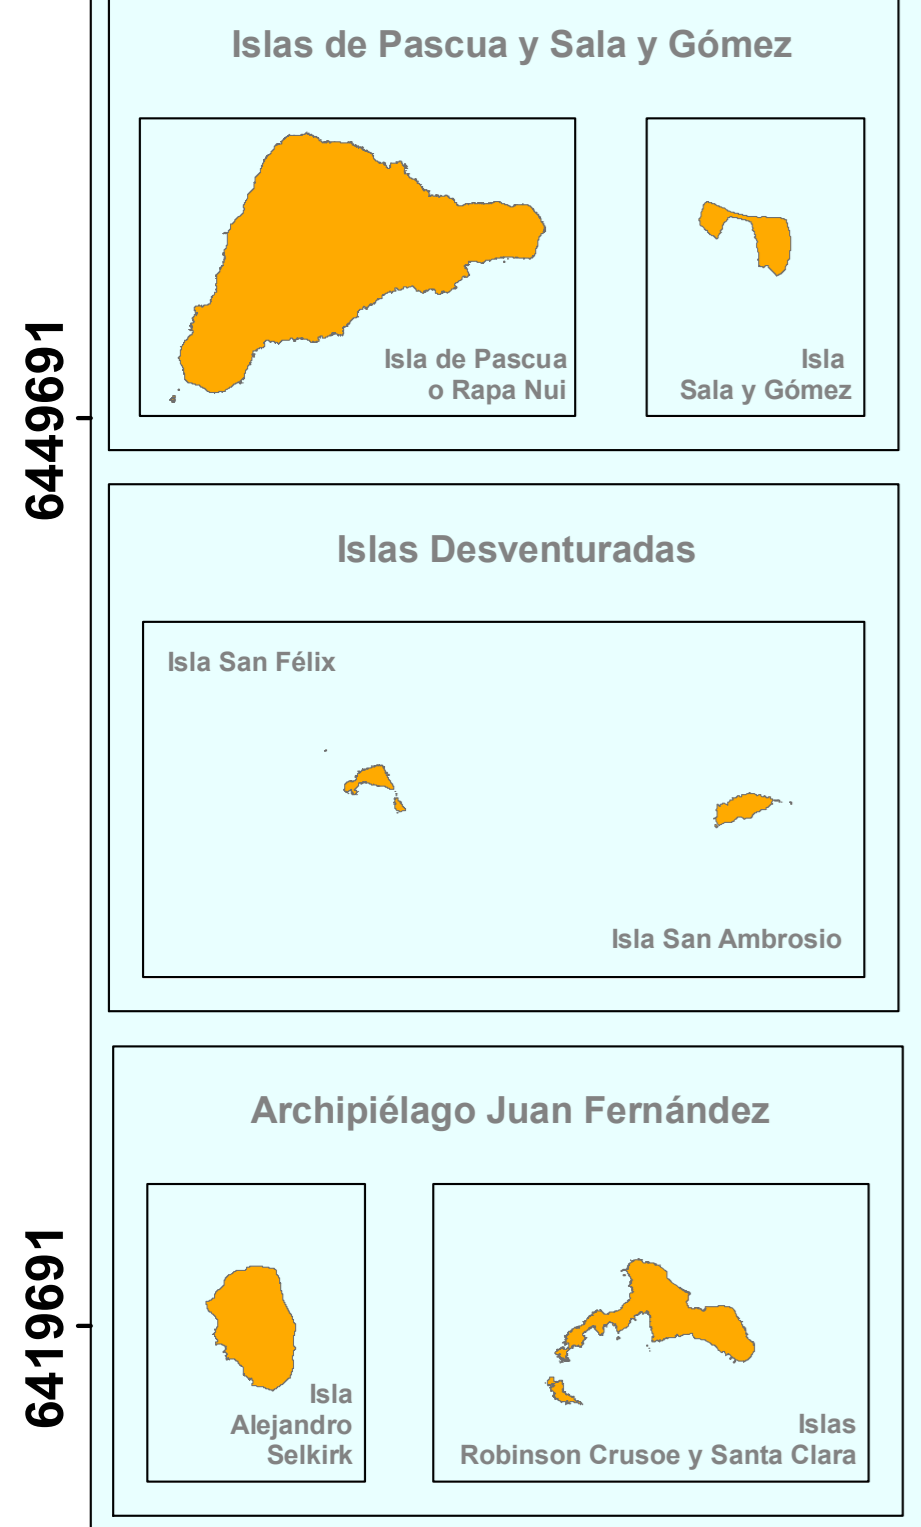 Islas de Pascua y Sala y Gómez
Isla de Pascua
o Rapa Nui
Isla
Sala y Gómez
6449691
Islas Desventuradas
Isla San Félix
Isla San Ambrosio
Archipiélago Juan Fernández
6419691
Isla
Alejandro
Selkirk
Islas
Robinson Crusoe y Santa Clara